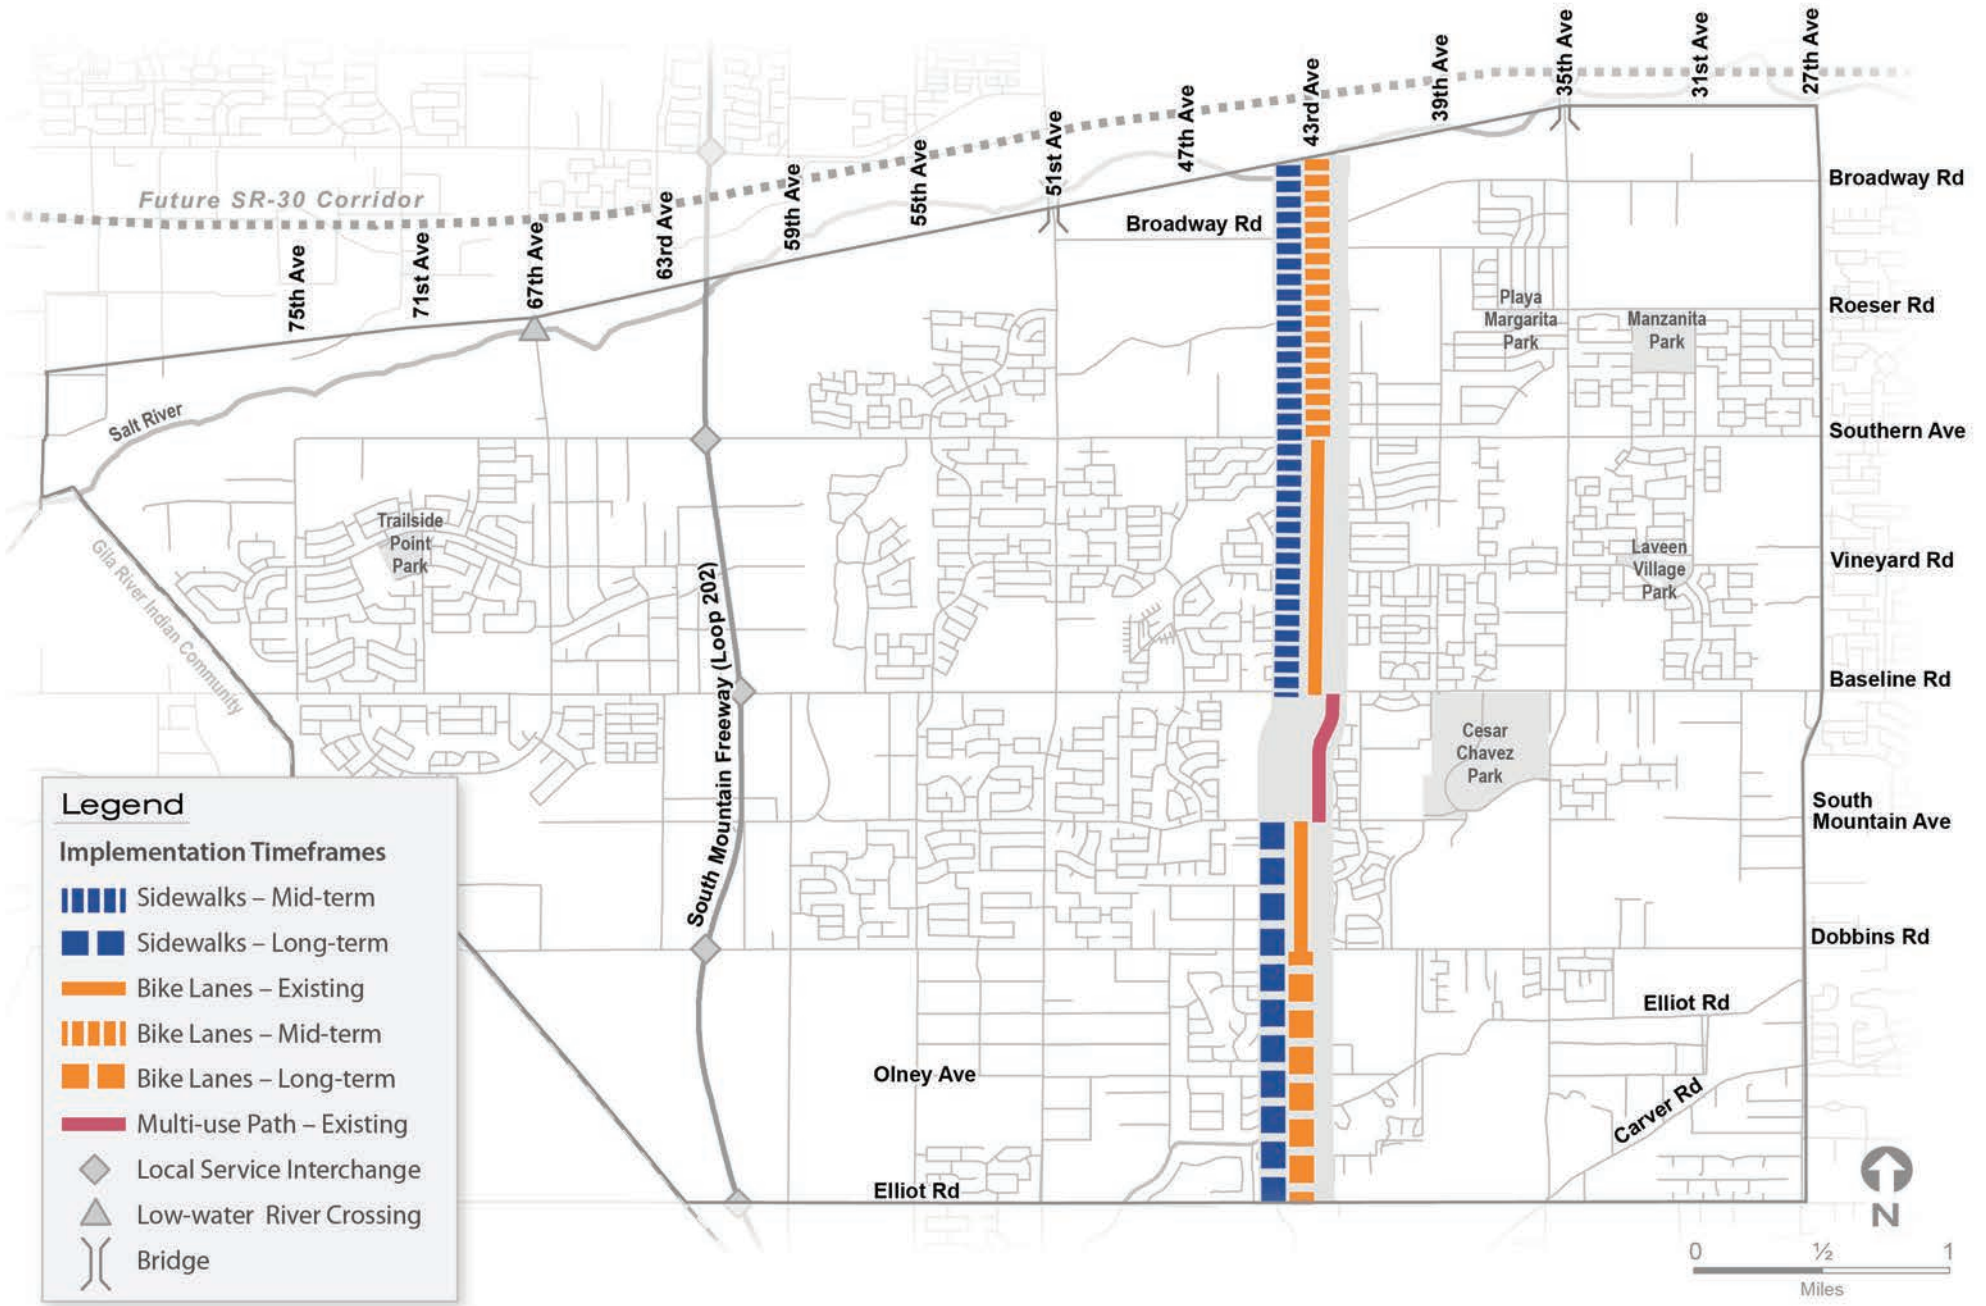 27th Ave
31st Ave
35th Ave
39th Ave
43rd Ave
47th Ave
51st Ave
55th Ave
59th Ave
63rd Ave
67th Ave
71st Ave
75th Ave
Future SR-30 Corridor
Broadway Rd
Broadway Rd
Roeser Rd
Playa
Margarita
Park
Manzanita
Park
Salt River
Southern Ave
Trailside
Point
Park
Laveen
Village
Park
Vineyard Rd
Gila River Indian Community
South Mountain Freeway (Loop 202)
Baseline Rd
Cesar
Chavez
Park
South
Mountain Ave
Dobbins Rd
Elliot Rd
Olney Ave
Carver Rd
Elliot Rd
Legend
Implementation Timeframes
Sidewalks – Mid-term
Sidewalks – Long-term
Bike Lanes – Existing
Bike Lanes – Mid-term
Bike Lanes – Long-term
Multi-use Path – Existing
Local Service Interchange
Low-water River Crossing
Bridge
N
0 ½ 1
Miles